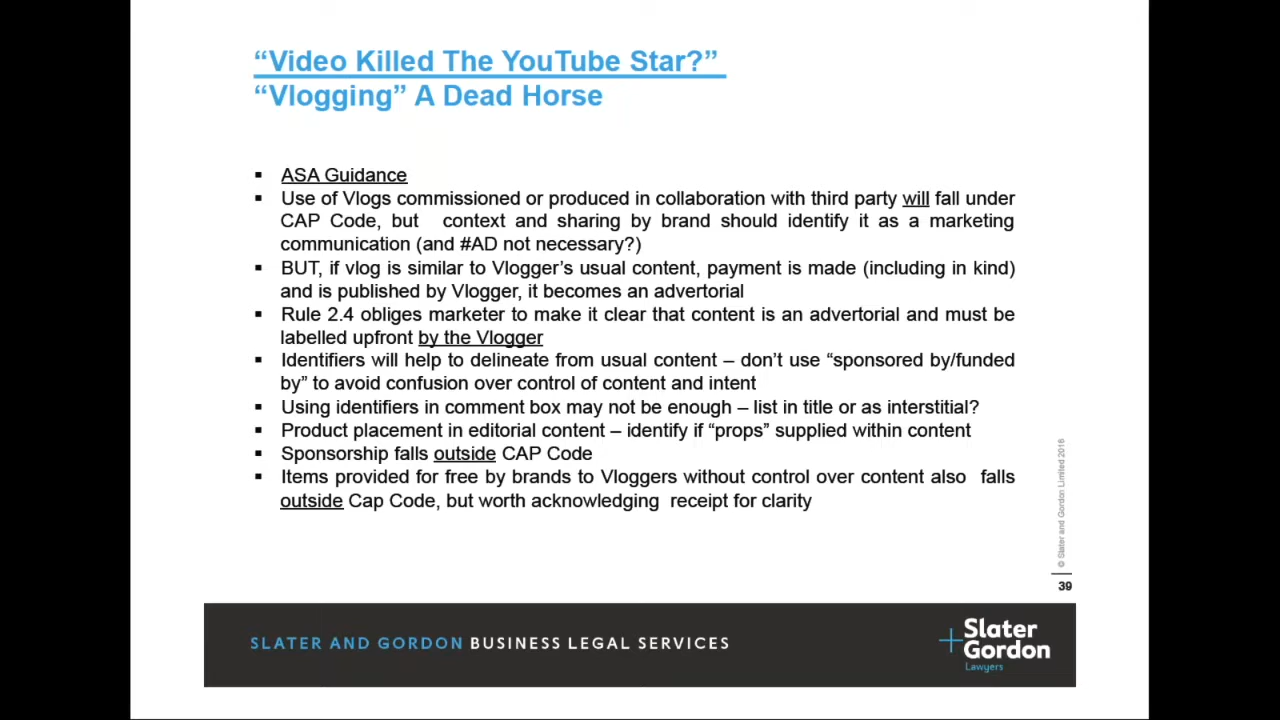 “Video Killed The YouTube Star?”
“Vlogging” A Dead Horse
▪ ASA Guidance
▪ Use of Vlogs commissioned or produced in collaboration with third party will fall under
CAP Code, but context and sharing by brand should identify it as a marketing
communication (and #AD not necessary?)
▪ BUT, if vlog is similar to Vlogger’s usual content, payment is made (including in kind)
and is published by Vlogger, it becomes an advertorial
▪ Rule 2.4 obliges marketer to make it clear that content is an advertorial and must be
labelled upfront by the Vlogger
▪ Identifiers will help to delineate from usual content – don’t use “sponsored by/funded
by” to avoid confusion over control of content and intent
▪ Using identifiers in comment box may not be enough – list in title or as interstitial?
▪ Product placement in editorial content – identify if “props” supplied within content
▪ Sponsorship falls outside CAP Code
▪ Items provided for free by brands to Vloggers without control over content also falls
outside Cap Code, but worth acknowledging receipt for clarity
© Slater and Gordon Limited 2016
39
SLATER AND GORDON BUSINESS LEGAL SERVICES
Slater
Gordon
Lawyers